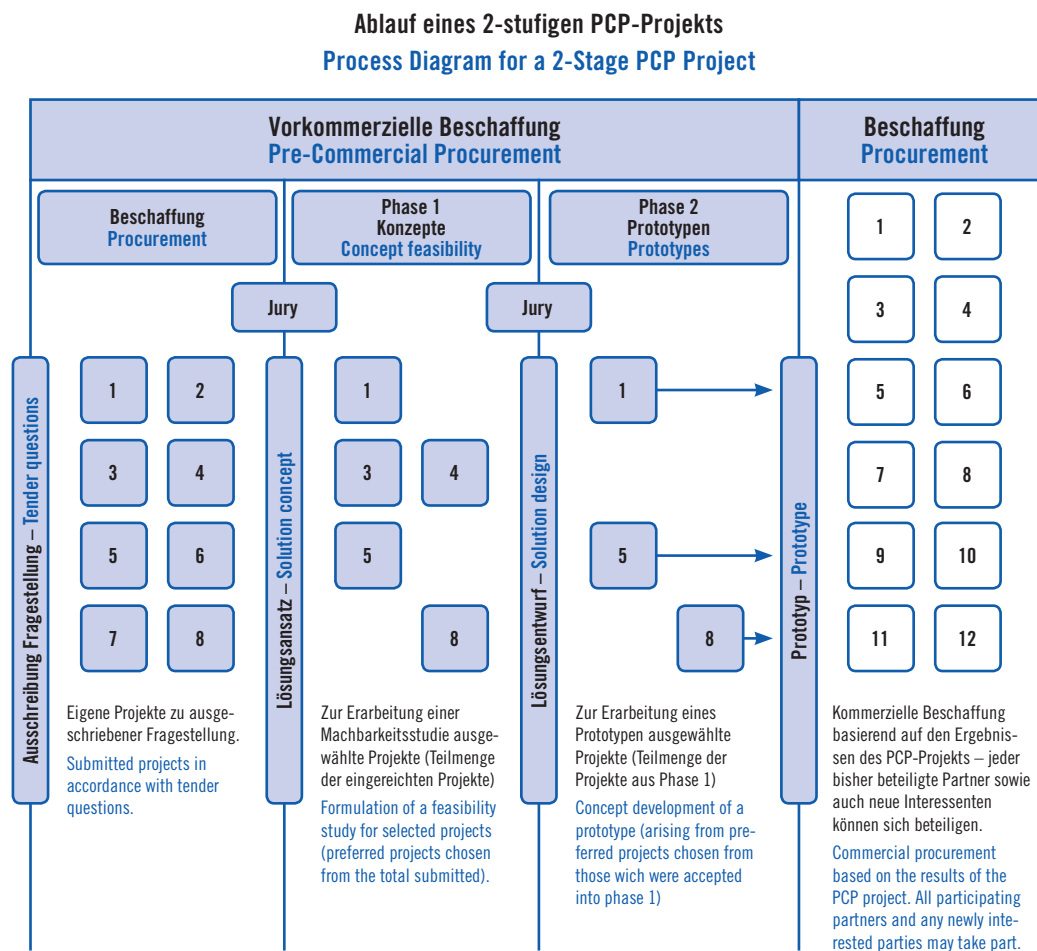 Ablauf eines 2-stufigen PCP-Projekts
Process Diagram for a 2-Stage PCP Project
Vorkommerzielle Beschaffung
Pre-Commercial Procurement
Beschaffung
Procurement
Beschaffung
Procurement
Phase 1
Konzepte
Concept feasibility
Phase 2
Prototypen
Prototypes
Jury
Jury
Ausschreibung Fragestellung – Tender questions
1 2
3 4
5 6
7 8
Eigene Projekte zu ausge-
schriebener Fragestellung.
Submitted projects in
accordance with tender
questions.
Lösungsansatz – Solution concept
1
3 4
5
8
Zur Erarbeitung einer
Machbarkeitsstudie ausge-
wählte Projekte (Teilmenge
der eingereichten Projekte)
Formulation of a feasibility
study for selected projects
(preferred projects chosen
from the total submitted).
Lösungsentwurf – Solution design
1
5
8
Zur Erarbeitung eines
Prototypen ausgewählte
Projekte (Teilmenge der
Projekte aus Phase 1)
Concept development of a
prototype (arising from pre-
ferred projects chosen from
those wich were accepted
into phase 1)
Prototyp – Prototype
1 2
3 4
5 6
7 8
9 10
11 12
Kommerzielle Beschaffung
basierend auf den Ergebnis-
sen des PCP-Projekts – jeder
bisher beteiligte Partner sowie
auch neue Interessenten
können sich beteiligen.
Commercial procurement
based on the results of the
PCP project. All participating
partners and any newly inte-
rested parties may take part.